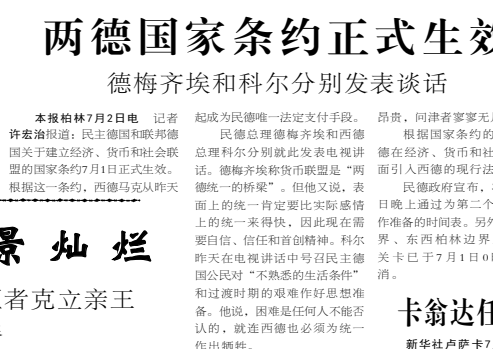 两德国家条约正式生效
德梅齐埃和科尔分别发表谈话
本报柏林7月2日电 记者
许宏治报道：民主德国和联邦德
国关于建立经济、货币和社会联
盟的国家条约7月1日正式生效。
根据这一条约，西德马克从昨天
起成为民德唯一法定支付手段。
民德总理德梅齐埃和西德
总理科尔分别就此发表电视讲
话。德梅齐埃称货币联盟是“两
德统一的桥梁”。但他又说，表
面上的统一肯定要比实际感情
上的统一来得快，因此现在需
要自信、信任和首创精神。科尔
昨天在电视讲话中号召民主德
国公民对“不熟悉的生活条件”
和过渡时期的艰难作好思想准
备。他说，困难是任何人不能否
认的，就连西德也必须为统一
作出牺牲。
昂贵，问津者寥寥无
根据国家条约的
德在经济、货币和社
面引入西德的现行法
民德政府宣布，
日晚上通过为第二个
作准备的时间表。另外
界、东西柏林边界
关卡已于7月1日0
消。
景灿烂
者克立亲王
卡翁达任
新华社卢萨卡7